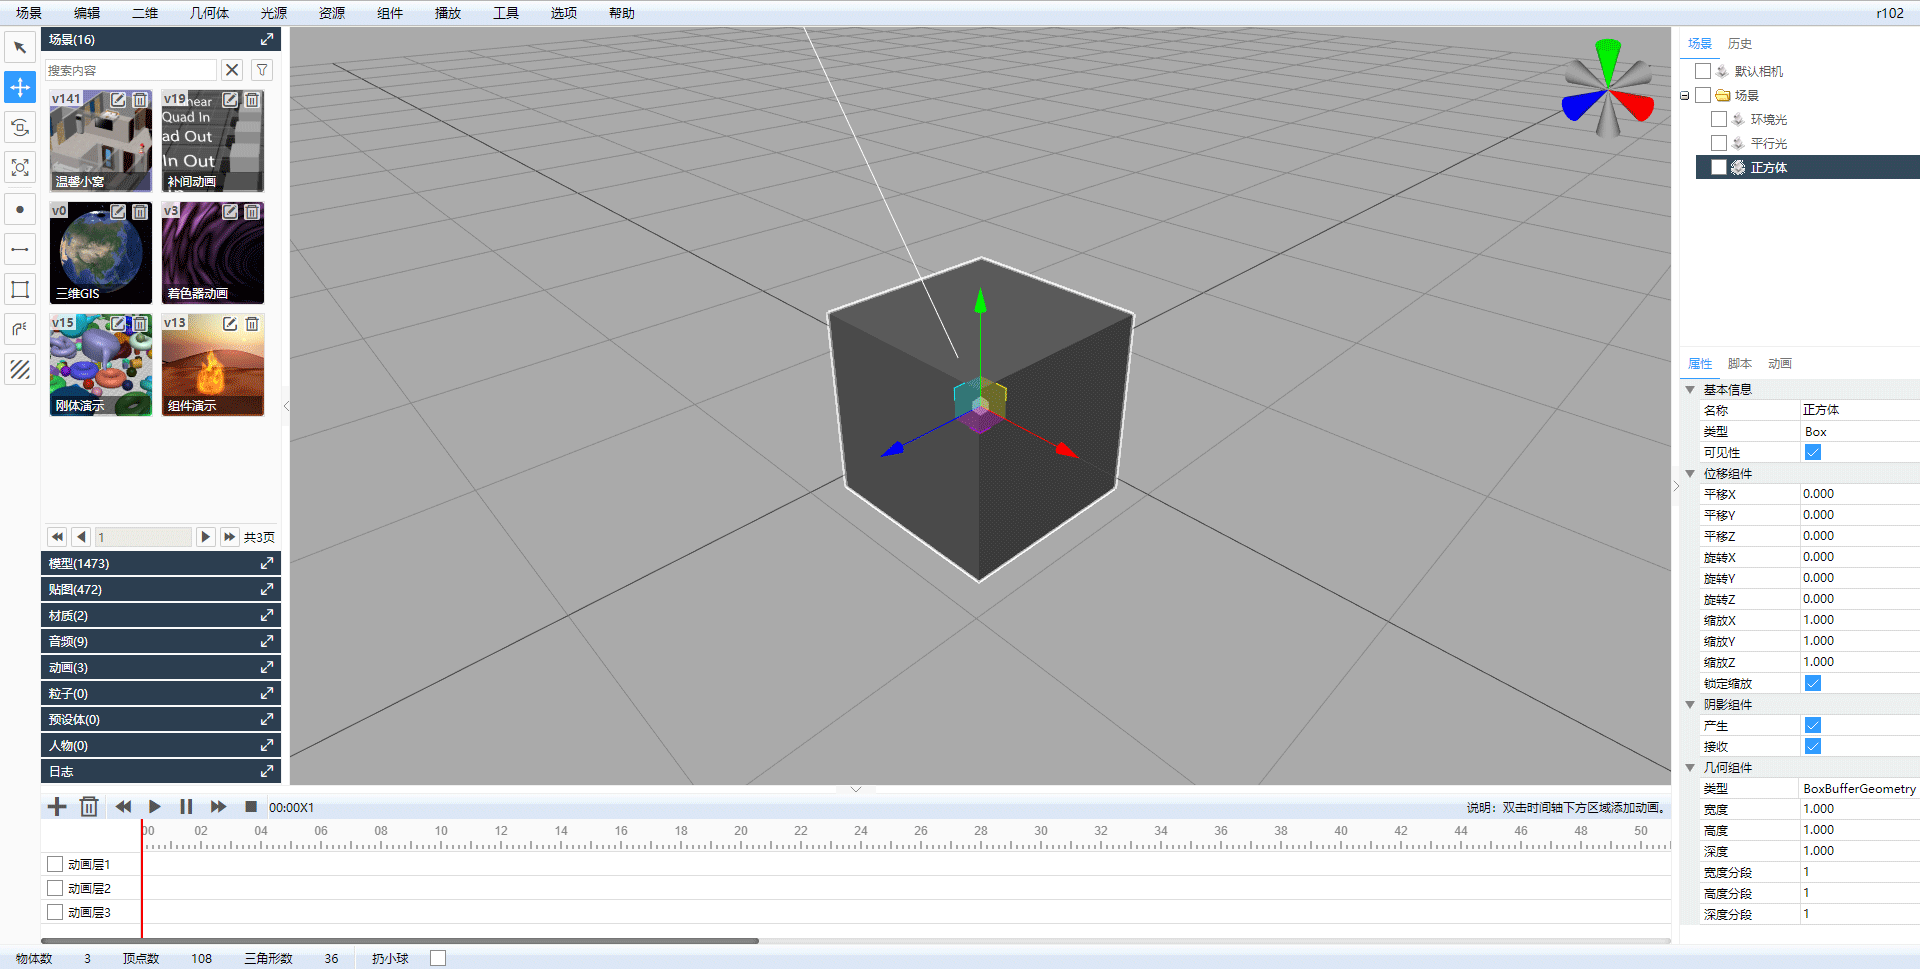 场景 编辑 二维 几何体 光源 资源 组件 播放 工具 选项 帮助 r102
场景(16)
搜索内容
v141
温馨小窝
v19
near
Quad In
ad Out
In Out
补间动画
v0
三维GIS
v3
着色器动画
v15
刚体演示
v13
组件演示
1 共3页
模型(1473)
贴图(472)
材质(2)
音频(9)
动画(3)
粒子(0)
预设体(0)
人物(0)
日志
场景 历史
默认相机
场景
环境光
平行光
正方体
属性 脚本 动画
基本信息
名称 正方体
类型 Box
可见性
位移组件
平移X 0.000
平移Y 0.000
平移Z 0.000
旋转X 0.000
旋转Y 0.000
旋转Z 0.000
缩放X 1.000
缩放Y 1.000
缩放Z 1.000
锁定缩放
阴影组件
产生
接收
几何组件
类型 BoxBufferGeometry
宽度 1.000
高度 1.000
深度 1.000
宽度分段 1
高度分段 1
深度分段 1
00:00X1 说明：双击时间轴下方区域添加动画。
00 02 04 06 08 10 12 14 16 18 20 22 24 26 28 30 32 34 36 38 40 42 44 46 48 50
动画层1
动画层2
动画层3
物体数 3 顶点数 108 三角形数 36 扔小球